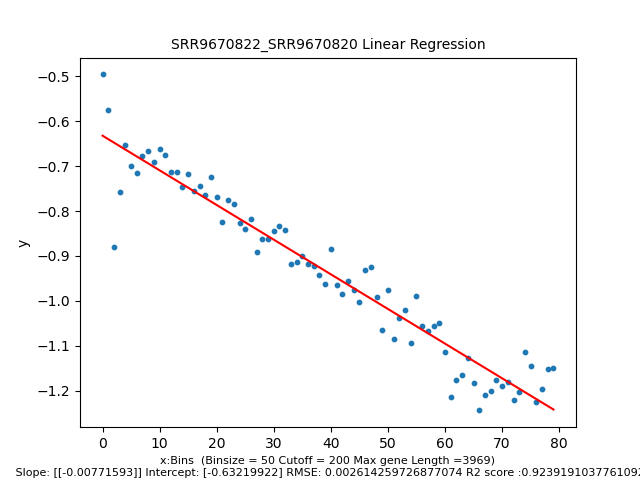 SRR9670822_SRR9670820 Linear Regression
−0.5
−0.6
−0.7
−0.8
−0.9
−1.0
−1.1
−1.2
y
0 10 20 30 40 50 60 70 80
x:Bins (Binsize = 50 Cutoff = 200 Max gene Length =3969)
Slope: [[-0.00771593]] Intercept: [-0.63219922] RMSE: 0.002614259726877074 R2 score :0.9239191037761092